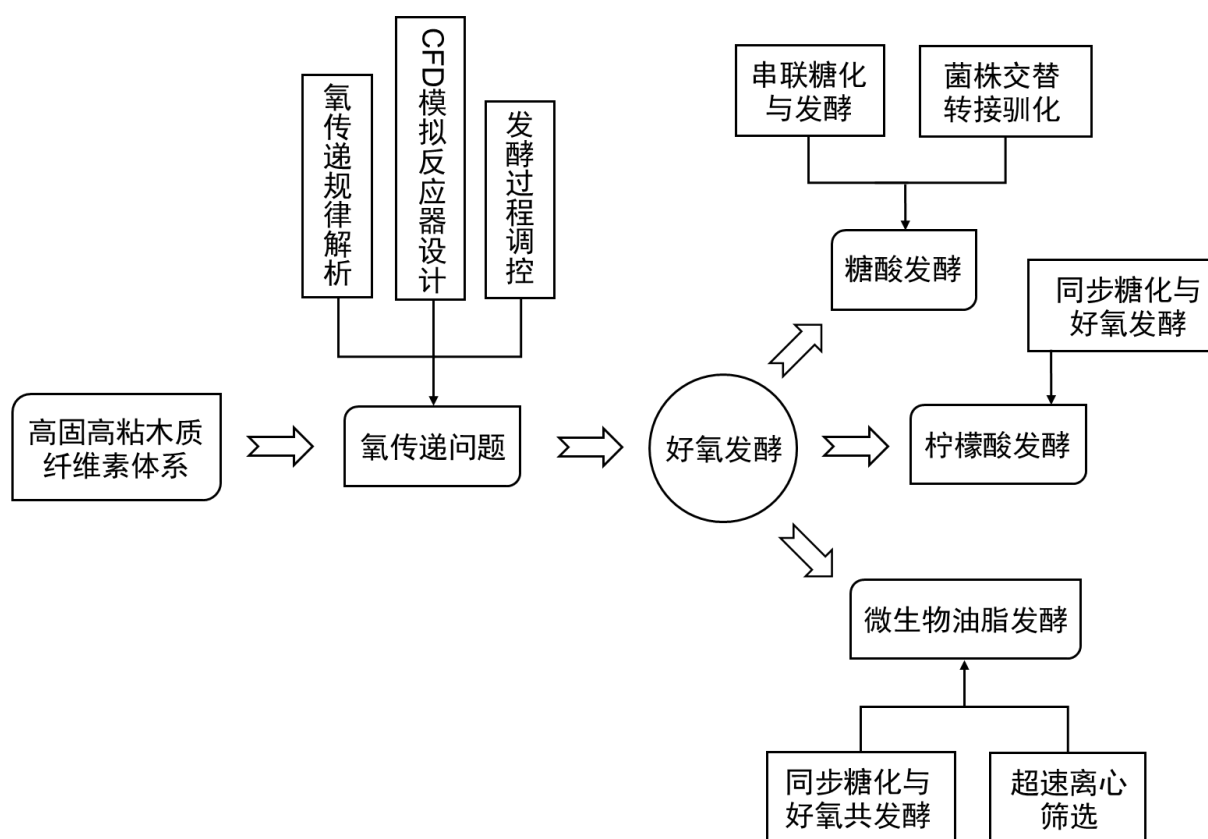 氧传递规律解析
CFD模拟反应器设计
发酵过程调控
串联糖化
与发酵
菌株交替
转接驯化
糖酸发酵
同步糖化与
好氧发酵
高固高粘木质
纤维素体系
氧传递问题
好氧发酵
柠檬酸发酵
微生物油脂发酵
同步糖化与
好氧共发酵
超速离心
筛选